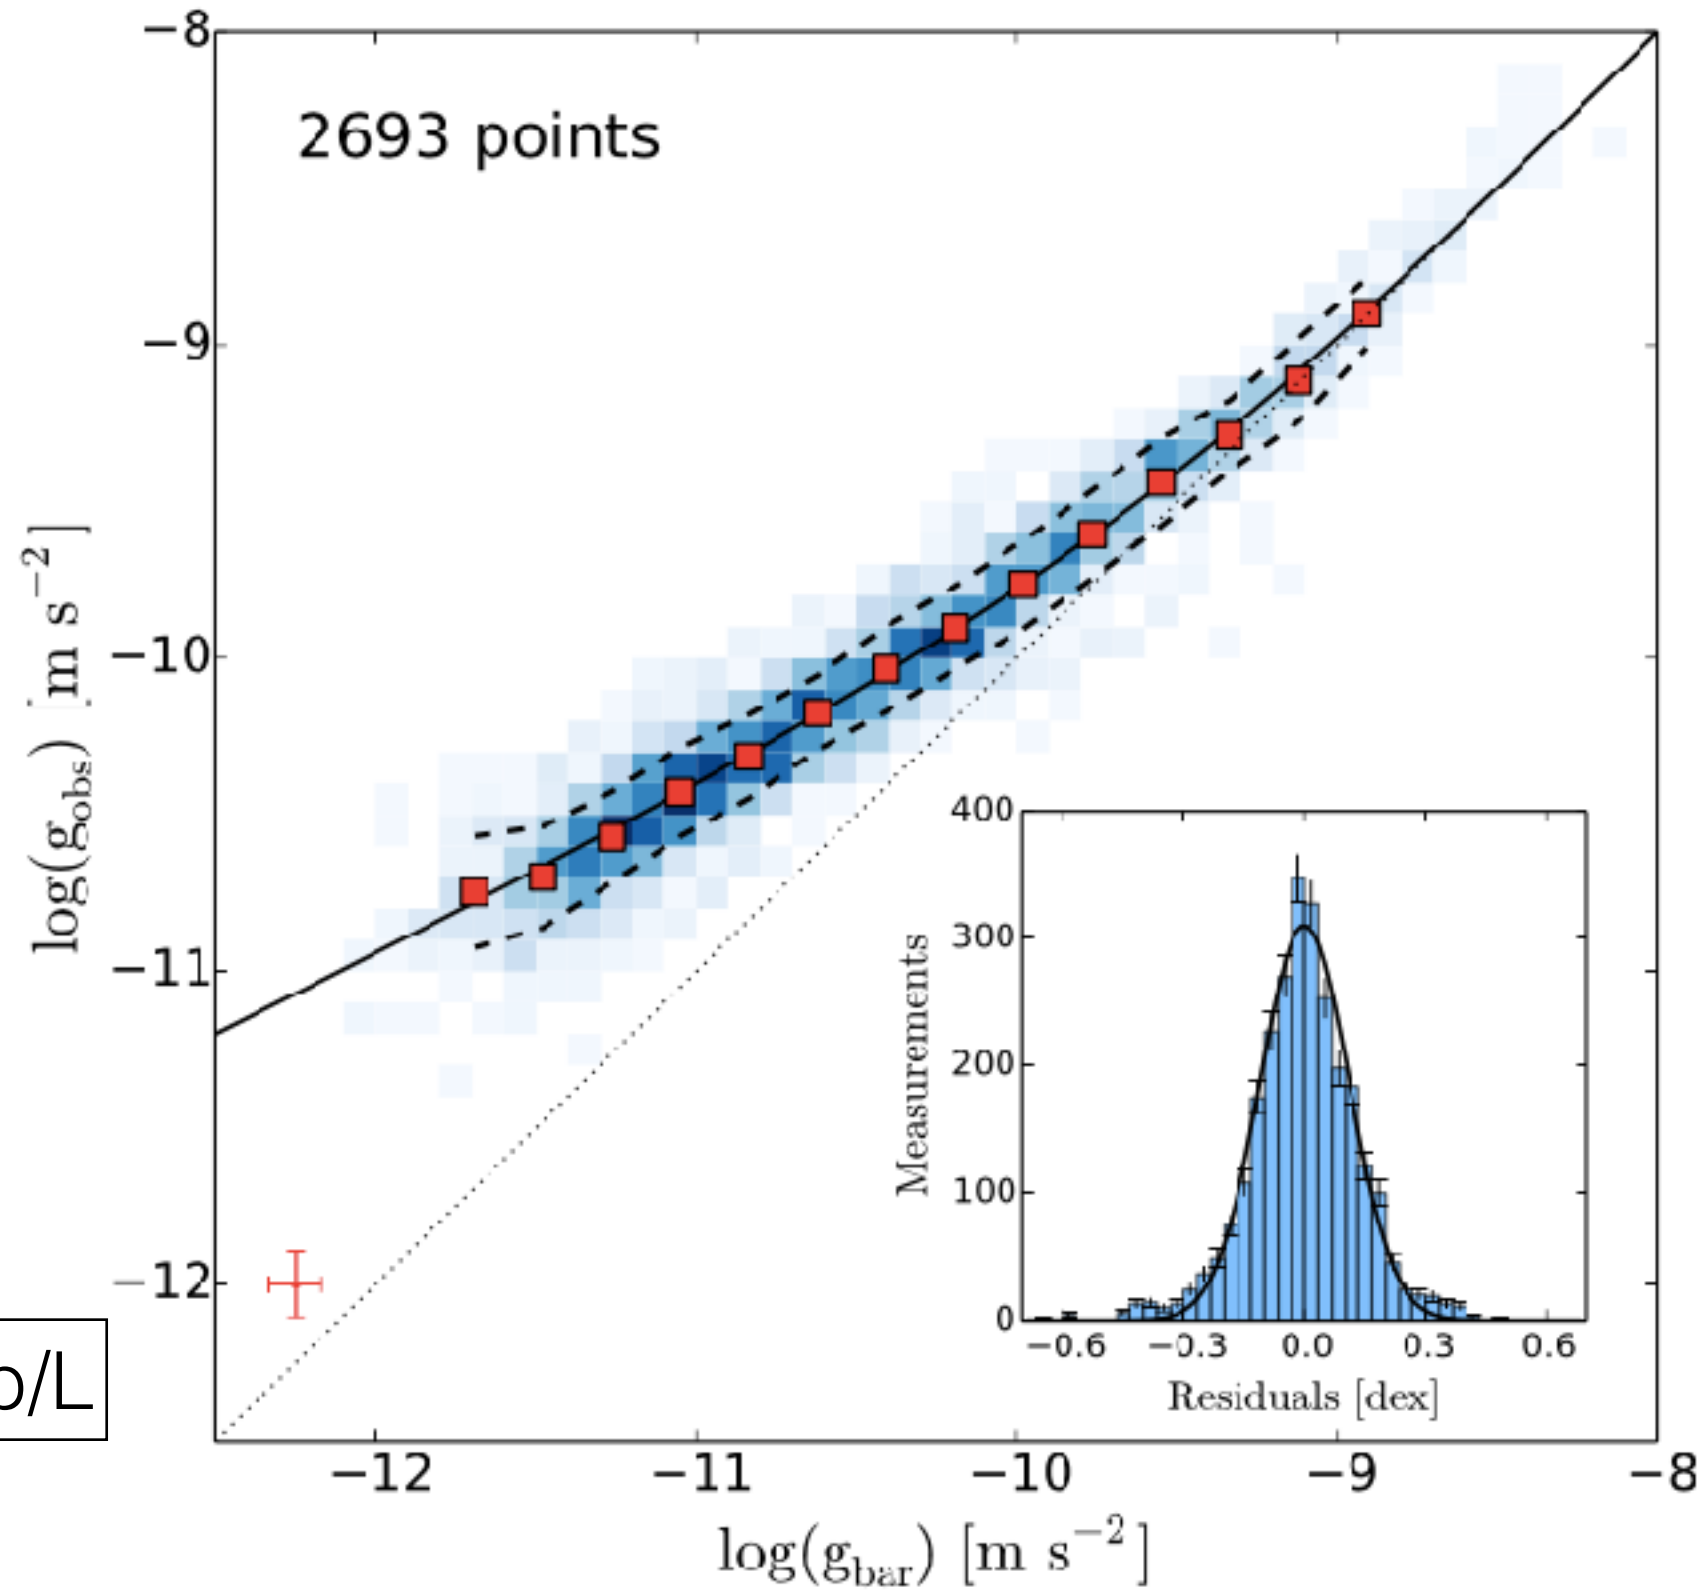 2693 points
−8
−9
−10
−11
−12
log(g_obs) [m s^−2]
−12 −11 −10 −9 −8
log(g_bar) [m s^−2]
400
300
200
100
0
Measurements
−0.6 −0.3 0.0 0.3 0.6
Residuals [dex]
/L